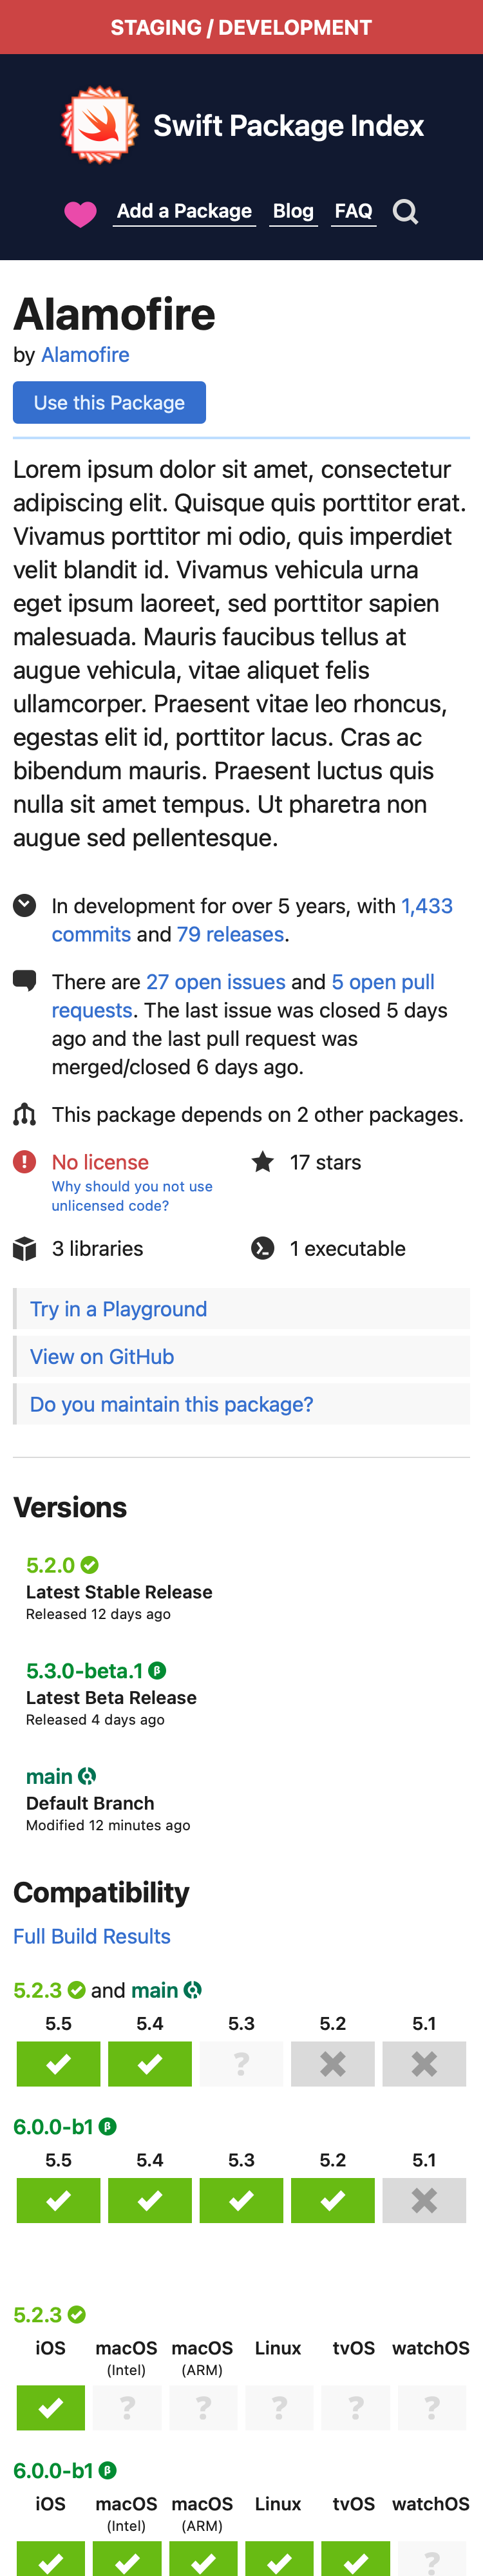 STAGING / DEVELOPMENT
Swift Package Index
Add a Package Blog FAQ
Alamofire
by Alamofire
Use this Package
Lorem ipsum dolor sit amet, consectetur
adipiscing elit. Quisque quis porttitor erat.
Vivamus porttitor mi odio, quis imperdiet
velit blandit id. Vivamus vehicula urna
eget ipsum laoreet, sed porttitor sapien
malesuada. Mauris faucibus tellus at
augue vehicula, vitae aliquet felis
ullamcorper. Praesent vitae leo rhoncus,
egestas elit id, porttitor lacus. Cras ac
bibendum mauris. Praesent luctus quis
nulla sit amet tempus. Ut pharetra non
augue sed pellentesque.
In development for over 5 years, with 1,433
commits and 79 releases.
There are 27 open issues and 5 open pull
requests. The last issue was closed 5 days
ago and the last pull request was
merged/closed 6 days ago.
This package depends on 2 other packages.
No license 17 stars
Why should you not use
unlicensed code?
3 libraries 1 executable
Try in a Playground
View on GitHub
Do you maintain this package?
Versions
5.2.0
Latest Stable Release
Released 12 days ago
5.3.0-beta.1 β
Latest Beta Release
Released 4 days ago
main
Default Branch
Modified 12 minutes ago
Compatibility
Full Build Results
5.2.3 and main
5.5 5.4 5.3 5.2 5.1
?
6.0.0-b1 β
5.5 5.4 5.3 5.2 5.1
5.2.3
iOS macOS macOS Linux tvOS watchOS
(Intel) (ARM)
? ? ? ? ?
6.0.0-b1 β
iOS macOS macOS Linux tvOS watchOS
(Intel) (ARM)
?